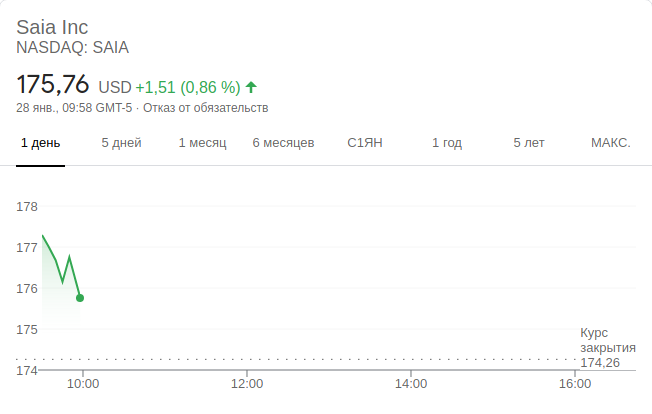 Saia Inc
NASDAQ: SAIA
175,76 USD +1,51 (0,86 %)
28 янв., 09:58 GMT-5 · Отказ от обязательств
1 день 5 дней 1 месяц 6 месяцев С1ЯН 1 год 5 лет МАКС.
178
177
176
175
Курс
закрытия
174,26
174
10:00 12:00 14:00 16:00